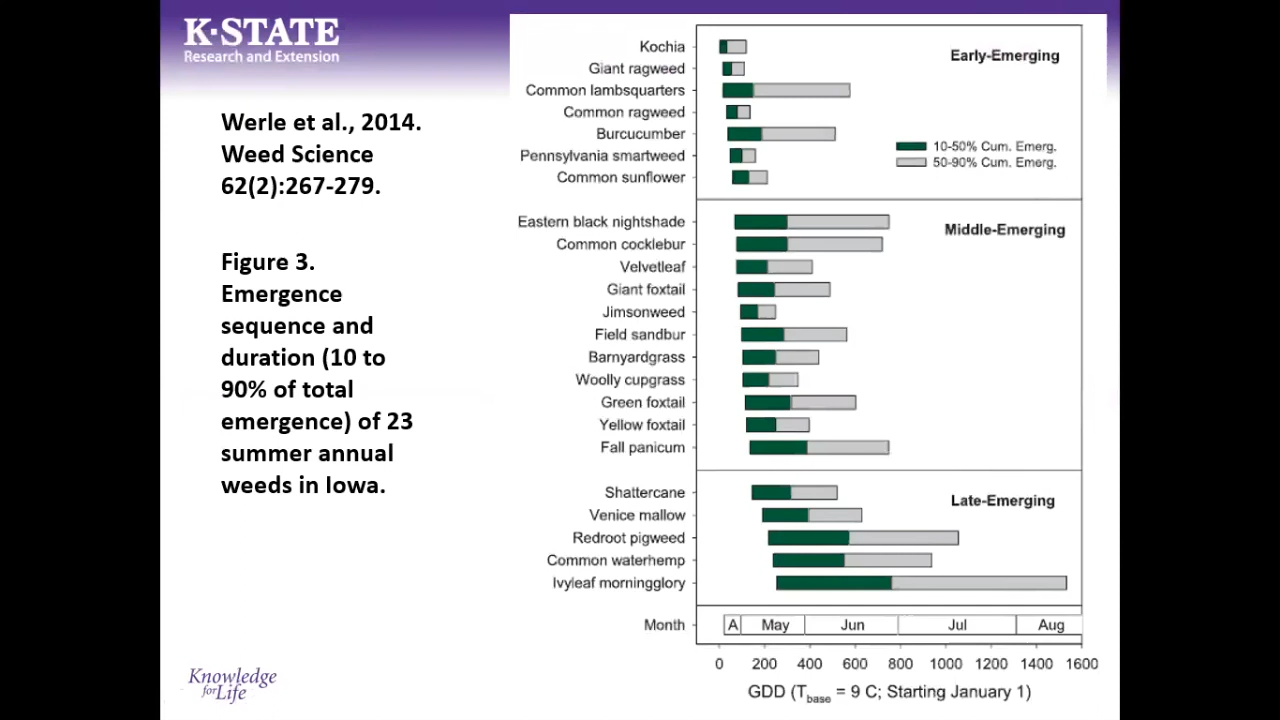 K-STATE
Research and Extension
Werle et al., 2014.
Weed Science
62(2):267-279.
Figure 3.
Emergence
sequence and
duration (10 to
90% of total
emergence) of 23
summer annual
weeds in Iowa.
Knowledge
for Life
Early-Emerging
Kochia
Giant ragweed
Common lambsquarters
Common ragweed
Burcucumber
Pennsylvania smartweed
Common sunflower
10-50% Cum. Emerg.
50-90% Cum. Emerg.
Middle-Emerging
Eastern black nightshade
Common cocklebur
Velvetleaf
Giant foxtail
Jimsonweed
Field sandbur
Barnyardgrass
Woolly cupgrass
Green foxtail
Yellow foxtail
Fall panicum
Late-Emerging
Shattercane
Venice mallow
Redroot pigweed
Common waterhemp
Ivyleaf morningglory
Month A May Jun Jul Aug
0 200 400 600 800 1000 1200 1400 1600
GDD (Tbase = 9 C; Starting January 1)